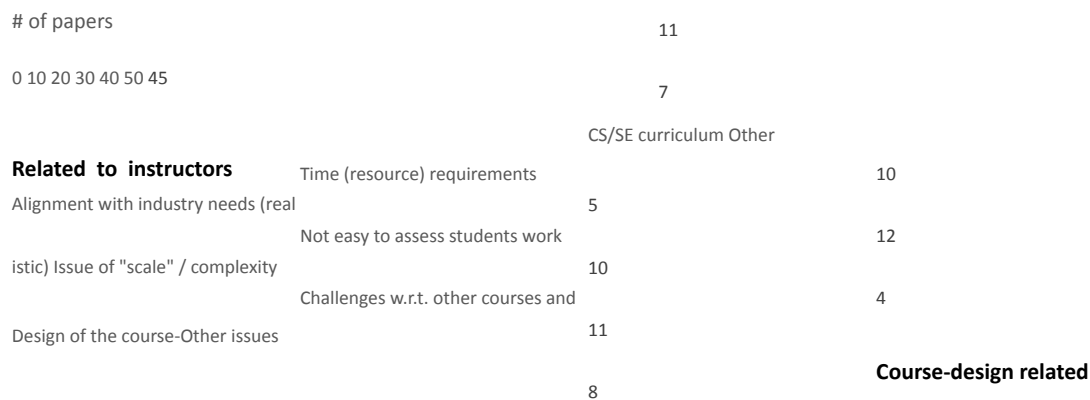 # of papers
11
0 10 20 30 40 50 45
7
CS/SE curriculum Other
Related to instructors
Time (resource) requirements
10
Alignment with industry needs (real
5
Not easy to assess students work
12
istic) Issue of "scale" / complexity
10
Challenges w.r.t. other courses and
4
Design of the course-Other issues
11
Course-design related
8